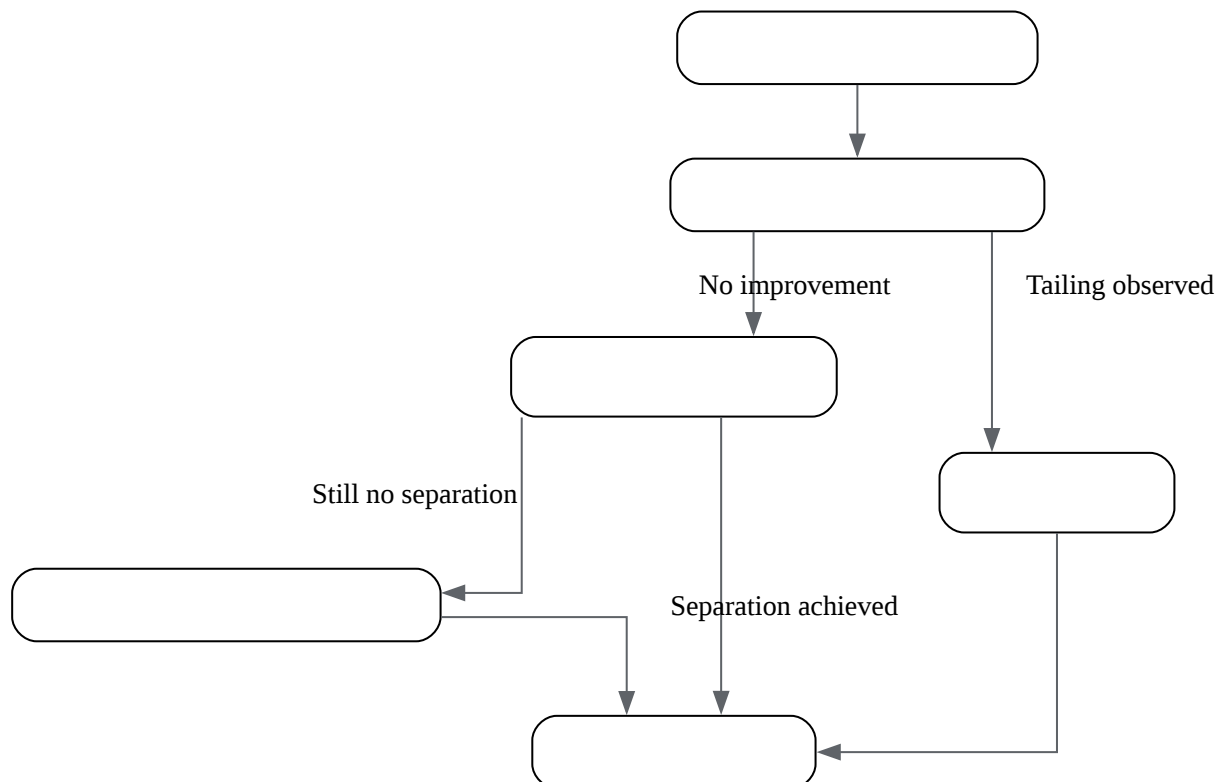 No improvement
Tailing observed
Still no separation
Separation achieved